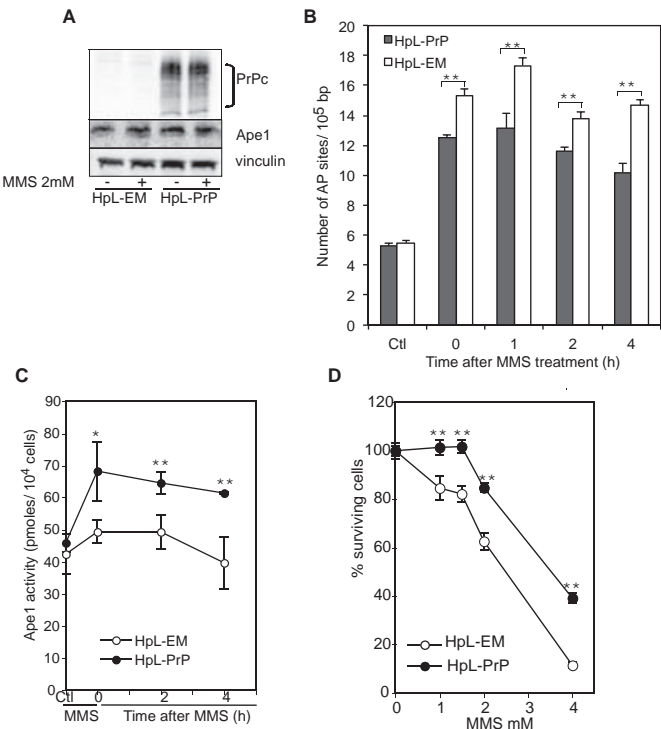 A
PrPc
Ape1
vinculin
MMS 2mM - + - +
HpL-EM HpL-PrP
B
HpL-PrP
HpL-EM
Number of AP sites/ 10⁵ bp
20
18
16
14
12
10
8
6
4
2
0
** ** ** **
Ctl 0 1 2 4
Time after MMS treatment (h)
C
Ape1 activity (pmoles/ 10⁴ cells)
90
80
70
60
50
40
30
20
10
0
* ** **
HpL-EM
HpL-PrP
Ctl 0 2 4
MMS Time after MMS (h)
D
% surviving cells
120
100
80
60
40
20
0
** ** ** **
HpL-EM
HpL-PrP
0 1 2 4
MMS mM